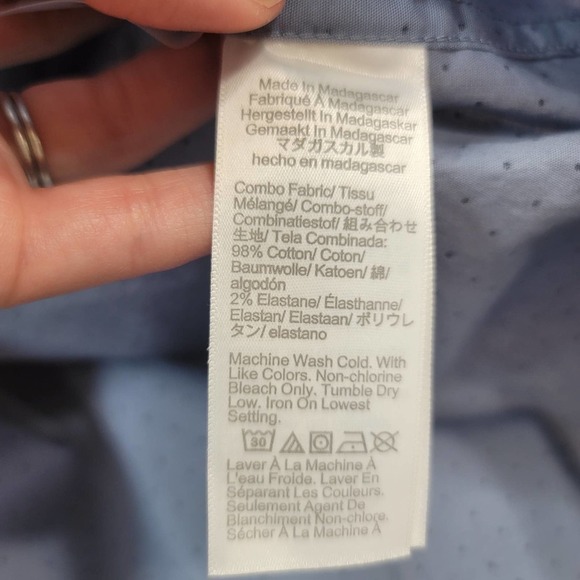 Made In Madagascar
Fabriqué À Madagascar
Hergestellt In Madagaskar
Gemaakt In Madagascar
マダガスカル製
hecho en madagascar
Combo Fabric/ Tissu
Mélangé/ Combo-stoff/
Combinatiestof/ 組み合わせ
生地/ Tela Combinada:
98% Cotton/ Coton/
Baumwolle/ Katoen/ 綿/
algodón
2% Elastane/ Élasthanne/
Elastan/ Elastaan/ ポリウレ
タン/ elastano
Machine Wash Cold. With
Like Colors. Non-chlorine
Bleach Only. Tumble Dry
Low. Iron On Lowest
Setting.
30
Laver À La Machine À
L'eau Froide. Laver En
Séparant Les Couleurs.
Seulement Agent De
Blanchiment Non-chlore.
Sécher À La Machine À